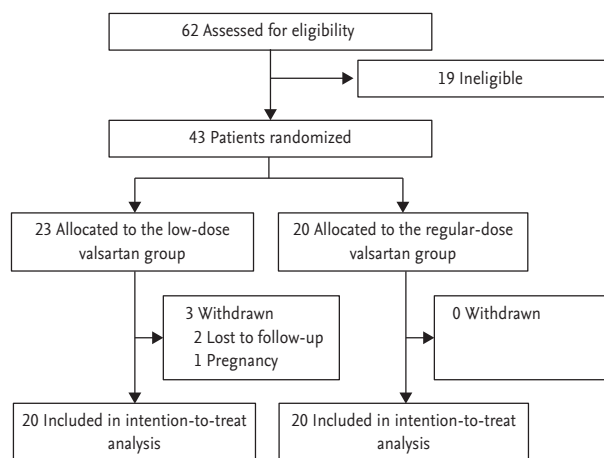 62 Assessed for eligibility
19 Ineligible
43 Patients randomized
23 Allocated to the low-dose
valsartan group
20 Allocated to the regular-dose
valsartan group
3 Withdrawn
2 Lost to follow-up
1 Pregnancy
0 Withdrawn
20 Included in intention-to-treat
analysis
20 Included in intention-to-treat
analysis